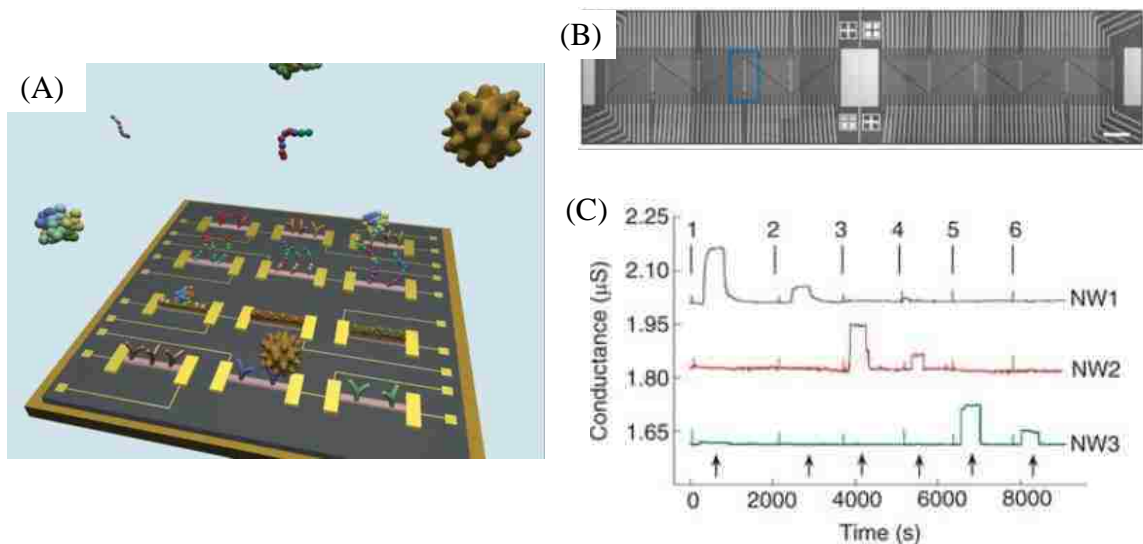 (A)
(B)
(C)
2.25
2.10
1.95
1.80
1.65
Conductance (µS)
1 2 3 4 5 6
NW1
NW2
NW3
0 2000 4000 6000 8000
Time (s)